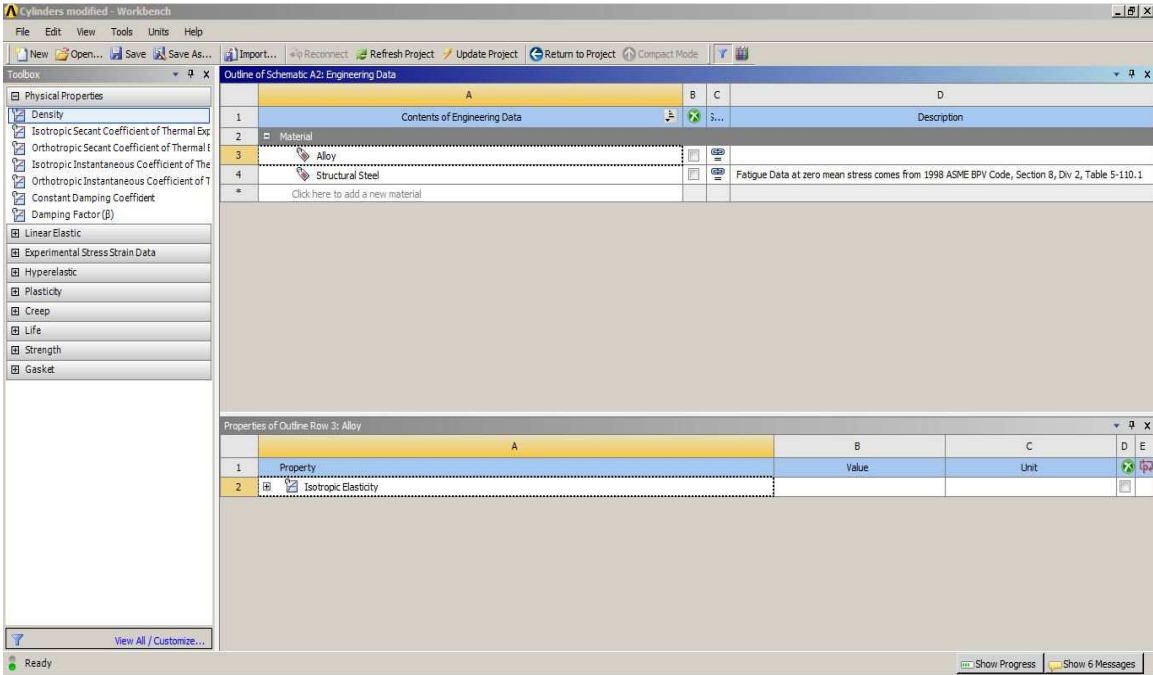 Cylinders modified - Workbench
File Edit View Tools Units Help
New Open... Save Save As... Import... Reconnect Refresh Project Update Project Return to Project Compact Mode
Toolbox
Physical Properties
Density
Isotropic Secant Coefficient of Thermal Exp
Orthotropic Secant Coefficient of Thermal E
Isotropic Instantaneous Coefficient of The
Orthotropic Instantaneous Coefficient of T
Constant Damping Coefficient
Damping Factor (β)
Linear Elastic
Experimental Stress Strain Data
Hyperelastic
Plasticity
Creep
Life
Strength
Gasket
View All / Customize...
Outline of Schematic A2: Engineering Data
A B C D
1 Contents of Engineering Data Description
2 Material
3 Alloy
4 Structural Steel Fatigue Data at zero mean stress comes from 1998 ASME BPV Code, Section 8, Div 2, Table 5-110.1
* Click here to add a new material
Properties of Outline Row 3: Alloy
A B C D E
1 Property Value Unit
2 Isotropic Elasticity
Ready Show Progress Show 6 Messages